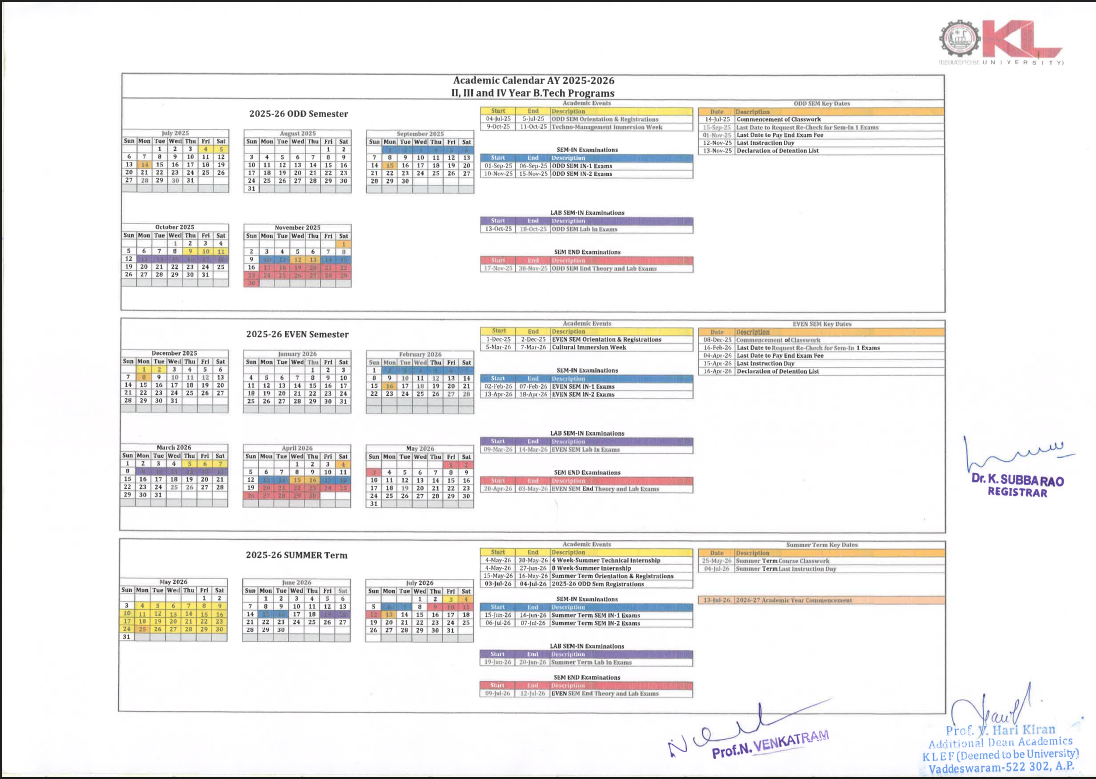 KL
(DEEMED TO BE UNIVERSITY)
Academic Calendar AY 2025-2026
II, III and IV Year B.Tech Programs
2025-26 ODD Semester
Academic Events
Start End Description
04-Jul-25 5-Jul-25 ODD SEM Orientation & Registrations
9-Oct-25 11-Oct-25 Techno-Management Immersion Week
SEM-IN Examinations
Start End Description
01-Sep-25 06-Sep-25 ODD SEM IN-1 Exams
10-Nov-25 15-Nov-25 ODD SEM IN-2 Exams
LAB SEM-IN Examinations
Start End Description
13-Oct-25 18-Oct-25 ODD SEM Lab In Exams
SEM END Examinations
Start End Description
17-Nov-25 30-Nov-25 ODD SEM End Theory and Lab Exams
ODD SEM Key Dates
Date Description
14-Jul-25 Commencement of Classwork
15-Sep-25 Last Date to Request Re-Check for Sem-In 1 Exams
01-Nov-25 Last Date to Pay End Exam Fee
12-Nov-25 Last Instruction Day
13-Nov-25 Declaration of Detention List
July 2025
Sun Mon Tue Wed Thu Fri Sat
1 2 3 4 5
6 7 8 9 10 11 12
13 14 15 16 17 18 19
20 21 22 23 24 25 26
27 28 29 30 31
August 2025
Sun Mon Tue Wed Thu Fri Sat
1 2
3 4 5 6 7 8 9
10 11 12 13 14 15 16
17 18 19 20 21 22 23
24 25 26 27 28 29 30
31
September 2025
Sun Mon Tue Wed Thu Fri Sat
1 2 3 4 5 6
7 8 9 10 11 12 13
14 15 16 17 18 19 20
21 22 23 24 25 26 27
28 29 30
October 2025
Sun Mon Tue Wed Thu Fri Sat
1 2 3 4
5 6 7 8 9 10 11
12
19 20 21 22 23 24 25
26 27 28 29 30 31
November 2025
Sun Mon Tue Wed Thu Fri Sat
1
2 3 4 5 6 7 8
9 10 11 12 13 14 15
16 17 18 19 20 21 22
23 24 25 26 27 28 29
30
2025-26 EVEN Semester
Academic Events
Start End Description
1-Dec-25 2-Dec-25 EVEN SEM Orientation & Registrations
5-Mar-26 7-Mar-26 Cultural Immersion Week
SEM-IN Examinations
Start End Description
02-Feb-26 07-Feb-26 EVEN SEM IN-1 Exams
13-Apr-26 18-Apr-26 EVEN SEM IN-2 Exams
LAB SEM-IN Examinations
Start End Description
09-Mar-26 14-Mar-26 EVEN SEM Lab In Exams
SEM END Examinations
Start End Description
20-Apr-26 03-May-26 EVEN SEM End Theory and Lab Exams
EVEN SEM Key Dates
Date Description
08-Dec-25 Commencement of Classwork
16-Feb-26 Last Date to Request Re-Check for Sem-In 1 Exams
04-Apr-26 Last Date to Pay End Exam Fee
15-Apr-26 Last Instruction Day
16-Apr-26 Declaration of Detention List
December 2025
Sun Mon Tue Wed Thu Fri Sat
1 2 3 4 5 6
7 8 9 10 11 12 13
14 15 16 17 18 19 20
21 22 23 24 25 26 27
28 29 30 31
January 2026
Sun Mon Tue Wed Thu Fri Sat
1 2 3
4 5 6 7 8 9 10
11 12 13 14 15 16 17
18 19 20 21 22 23 24
25 26 27 28 29 30 31
February 2026
Sun Mon Tue Wed Thu Fri Sat
1 2 3 4 5 6 7
8 9 10 11 12 13 14
15 16 17 18 19 20 21
22 23 24 25 26 27 28
March 2026
Sun Mon Tue Wed Thu Fri Sat
1 2 3 4 5 6 7
8
15 16 17 18 19 20 21
22 23 24 25 26 27 28
29 30 31
April 2026
Sun Mon Tue Wed Thu Fri Sat
1 2 3 4
5 6 7 8 9 10 11
12 13 14 15 16 17 18
19 20 21 22 23 24 25
26 27 28 29 30
May 2026
Sun Mon Tue Wed Thu Fri Sat
1 2
3 4 5 6 7 8 9
10 11 12 13 14 15 16
17 18 19 20 21 22 23
24 25 26 27 28 29 30
31
Dr. K. SUBBARAO
REGISTRAR
2025-26 SUMMER Term
Academic Events
Start End Description
4-May-26 30-May-26 4 Week-Summer Technical Internship
4-May-26 27-Jun-26 8 Week-Summer Internship
15-May-26 16-May-26 Summer Term Orientation & Registrations
03-Jul-26 04-Jul-26 2025-26 ODD Sem Registrations
SEM-IN Examinations
Start End Description
15-Jun-26 16-Jun-26 Summer Term SEM IN-1 Exams
06-Jul-26 07-Jul-26 Summer Term SEM IN-2 Exams
LAB SEM-IN Examinations
Start End Description
19-Jun-26 20-Jun-26 Summer Term Lab In Exams
SEM END Examinations
Start End Description
09-Jul-26 12-Jul-26 EVEN SEM End Theory and Lab Exams
Summer Term Key Dates
Date Description
25-May-26 Summer Term Course Classwork
04-Jul-26 Summer Term Last Instruction Day
13-Jul-26 2026-27 Academic Year Commencement
May 2026
Sun Mon Tue Wed Thu Fri Sat
1 2
3 4 5 6 7 8 9
10 11 12 13 14 15 16
17 18 19 20 21 22 23
24 25 26 27 28 29 30
31
June 2026
Sun Mon Tue Wed Thu Fri Sat
1 2 3 4 5 6
7 8 9 10 11 12 13
14 15 16 17 18 19 20
21 22 23 24 25 26 27
28 29 30
July 2026
Sun Mon Tue Wed Thu Fri Sat
1 2 3 4
5 6 7 8 9 10 11
12 13 14 15 16 17 18
19 20 21 22 23 24 25
26 27 28 29 30 31
Prof.N. VENKATRAM
Prof. V. Hari Kiran
Additional Dean Academics
KLEF (Deemed to be University)
Vaddeswaram-522 302, A.P.